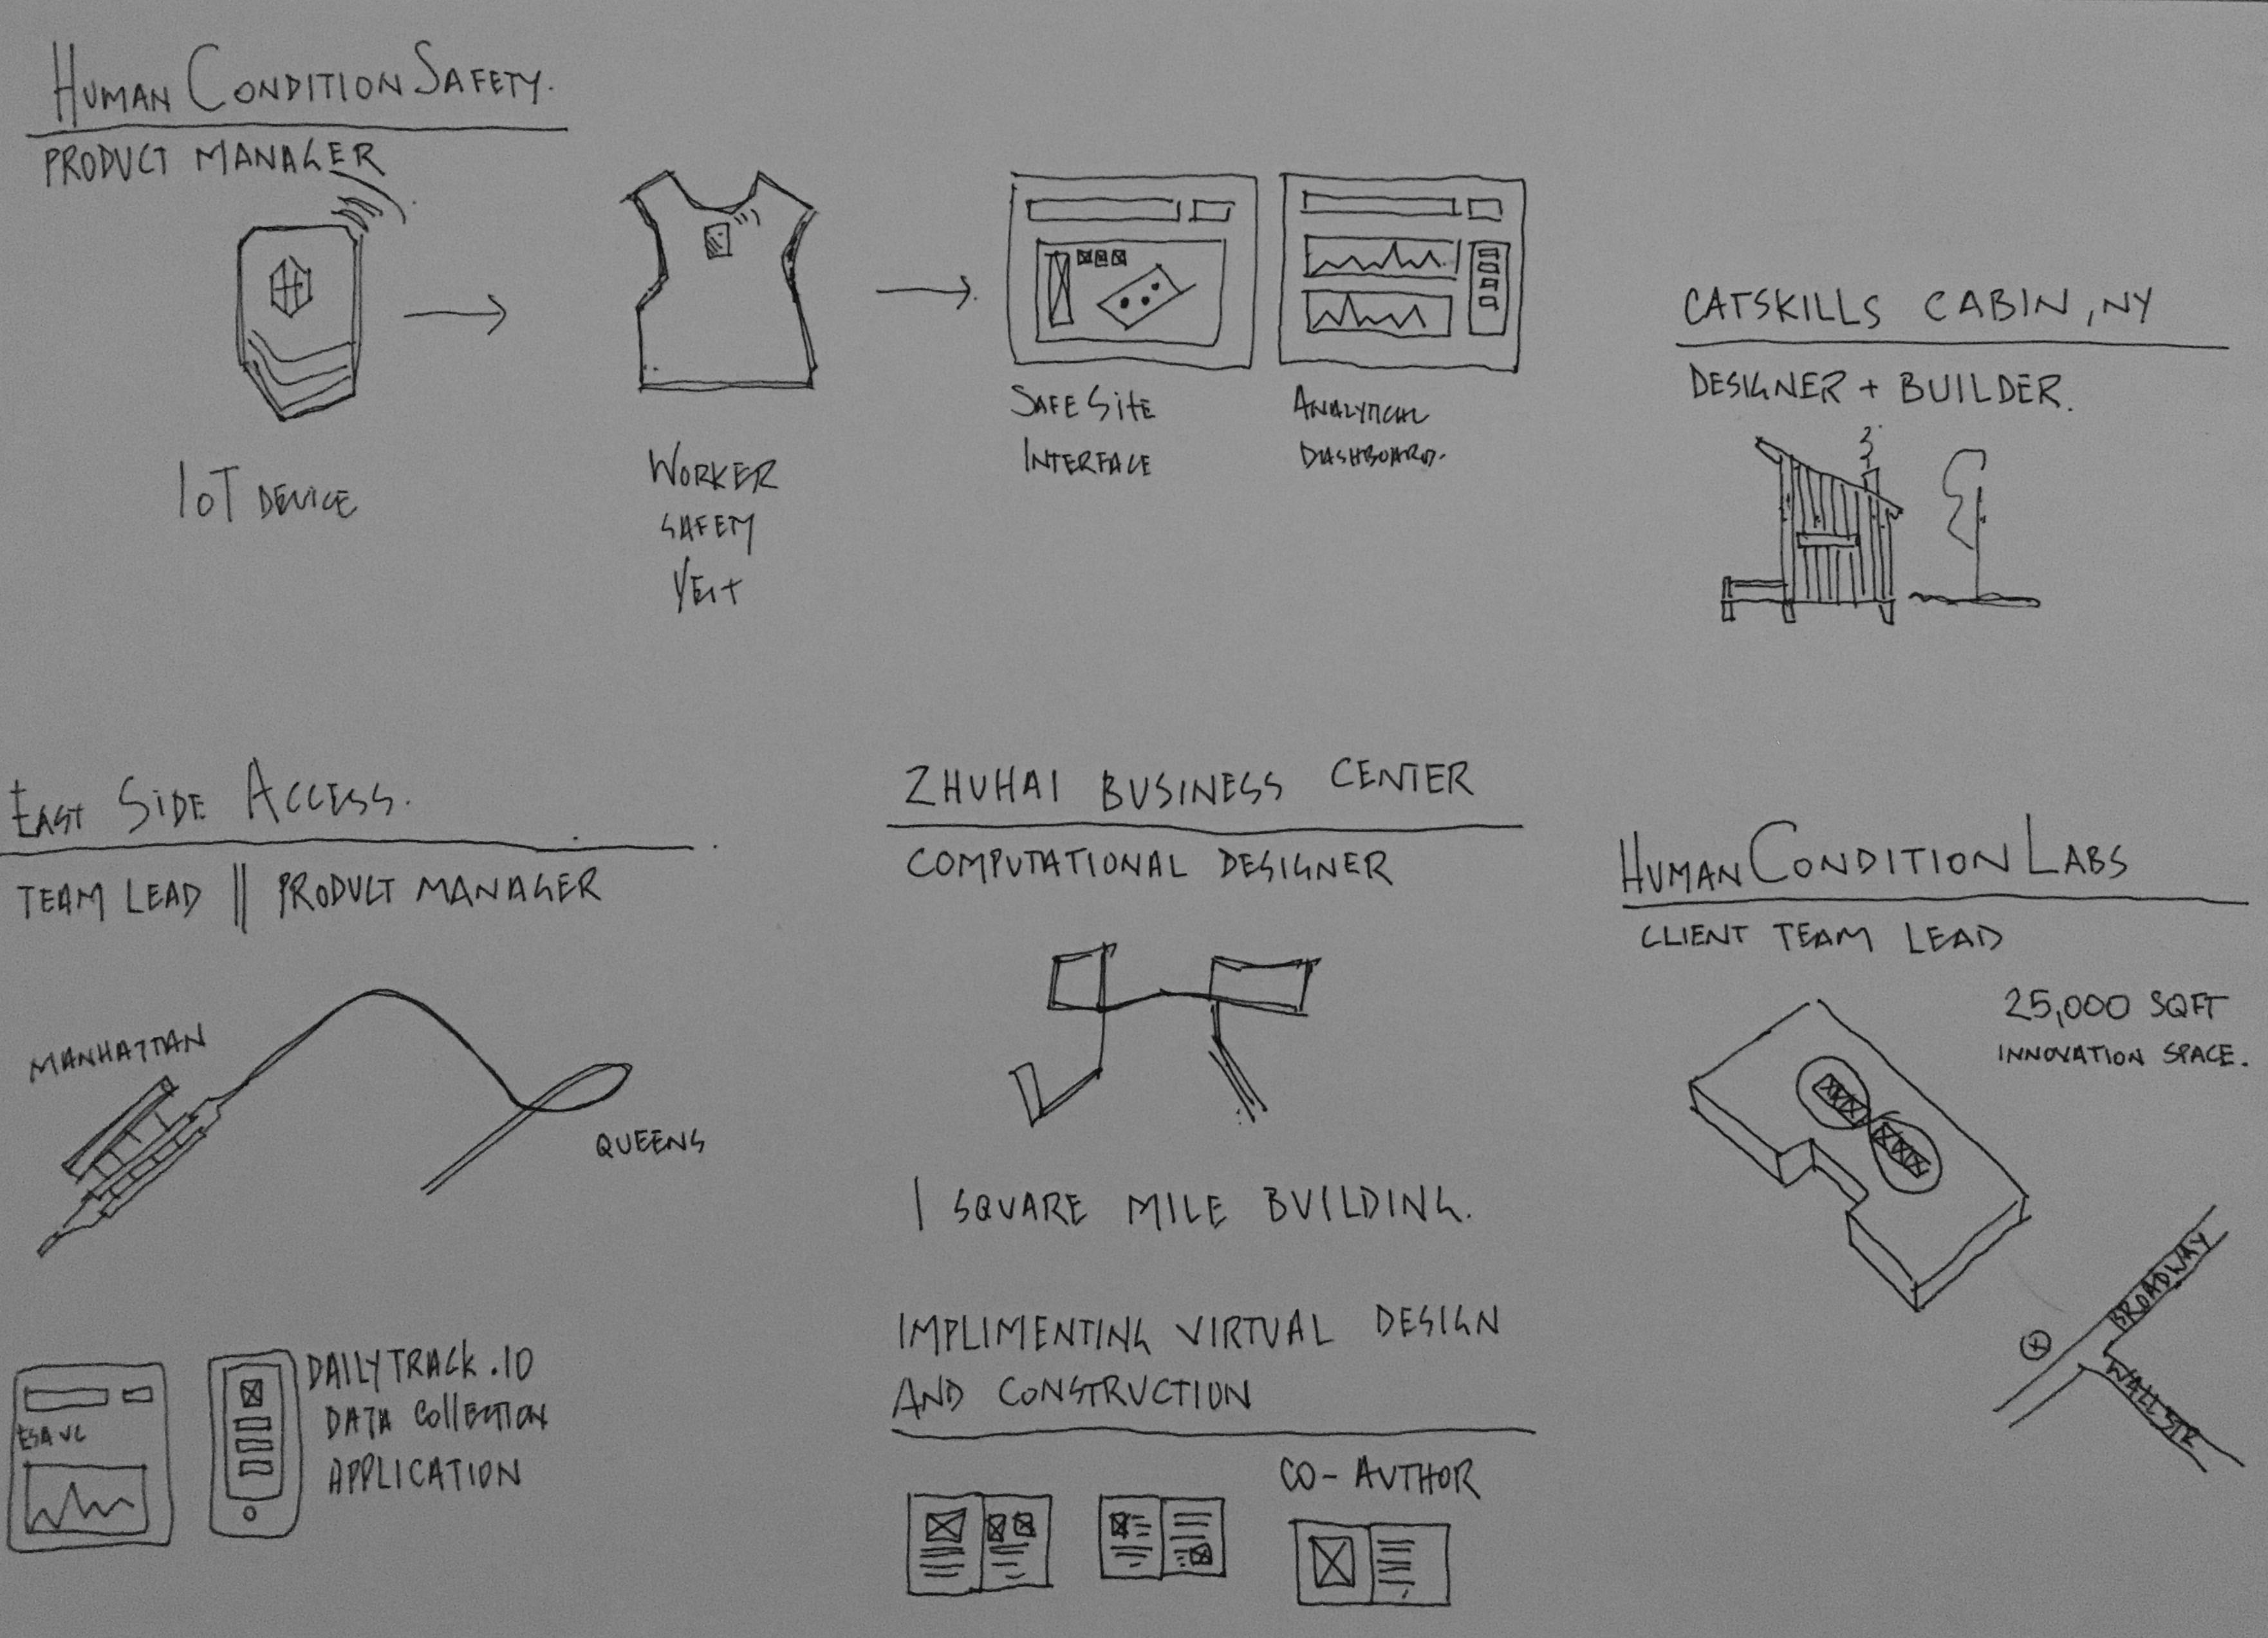 HUMAN CONDITION SAFETY.
PRODUCT MANAGER
IOT DEVICE
WORKER
SAFETY
VEST
SAFE SITE
INTERFACE
ANALYTICAL
DASHBOARD.
CATSKILLS CABIN, NY
DESIGNER + BUILDER.
EAST SIDE ACCESS.
TEAM LEAD || PRODUCT MANAGER
MANHATTAN
QUEENS
ESA VC
DAILYTRACK.IO
DATA COLLECTION
APPLICATION
ZHUHAI BUSINESS CENTER
COMPUTATIONAL DESIGNER
1 SQUARE MILE BUILDING.
IMPLIMENTING VIRTUAL DESIGN
AND CONSTRUCTION
CO-AUTHOR
HUMAN CONDITION LABS
CLIENT TEAM LEAD
25,000 SQFT
INNOVATION SPACE.
BROADWAY
WALL STR